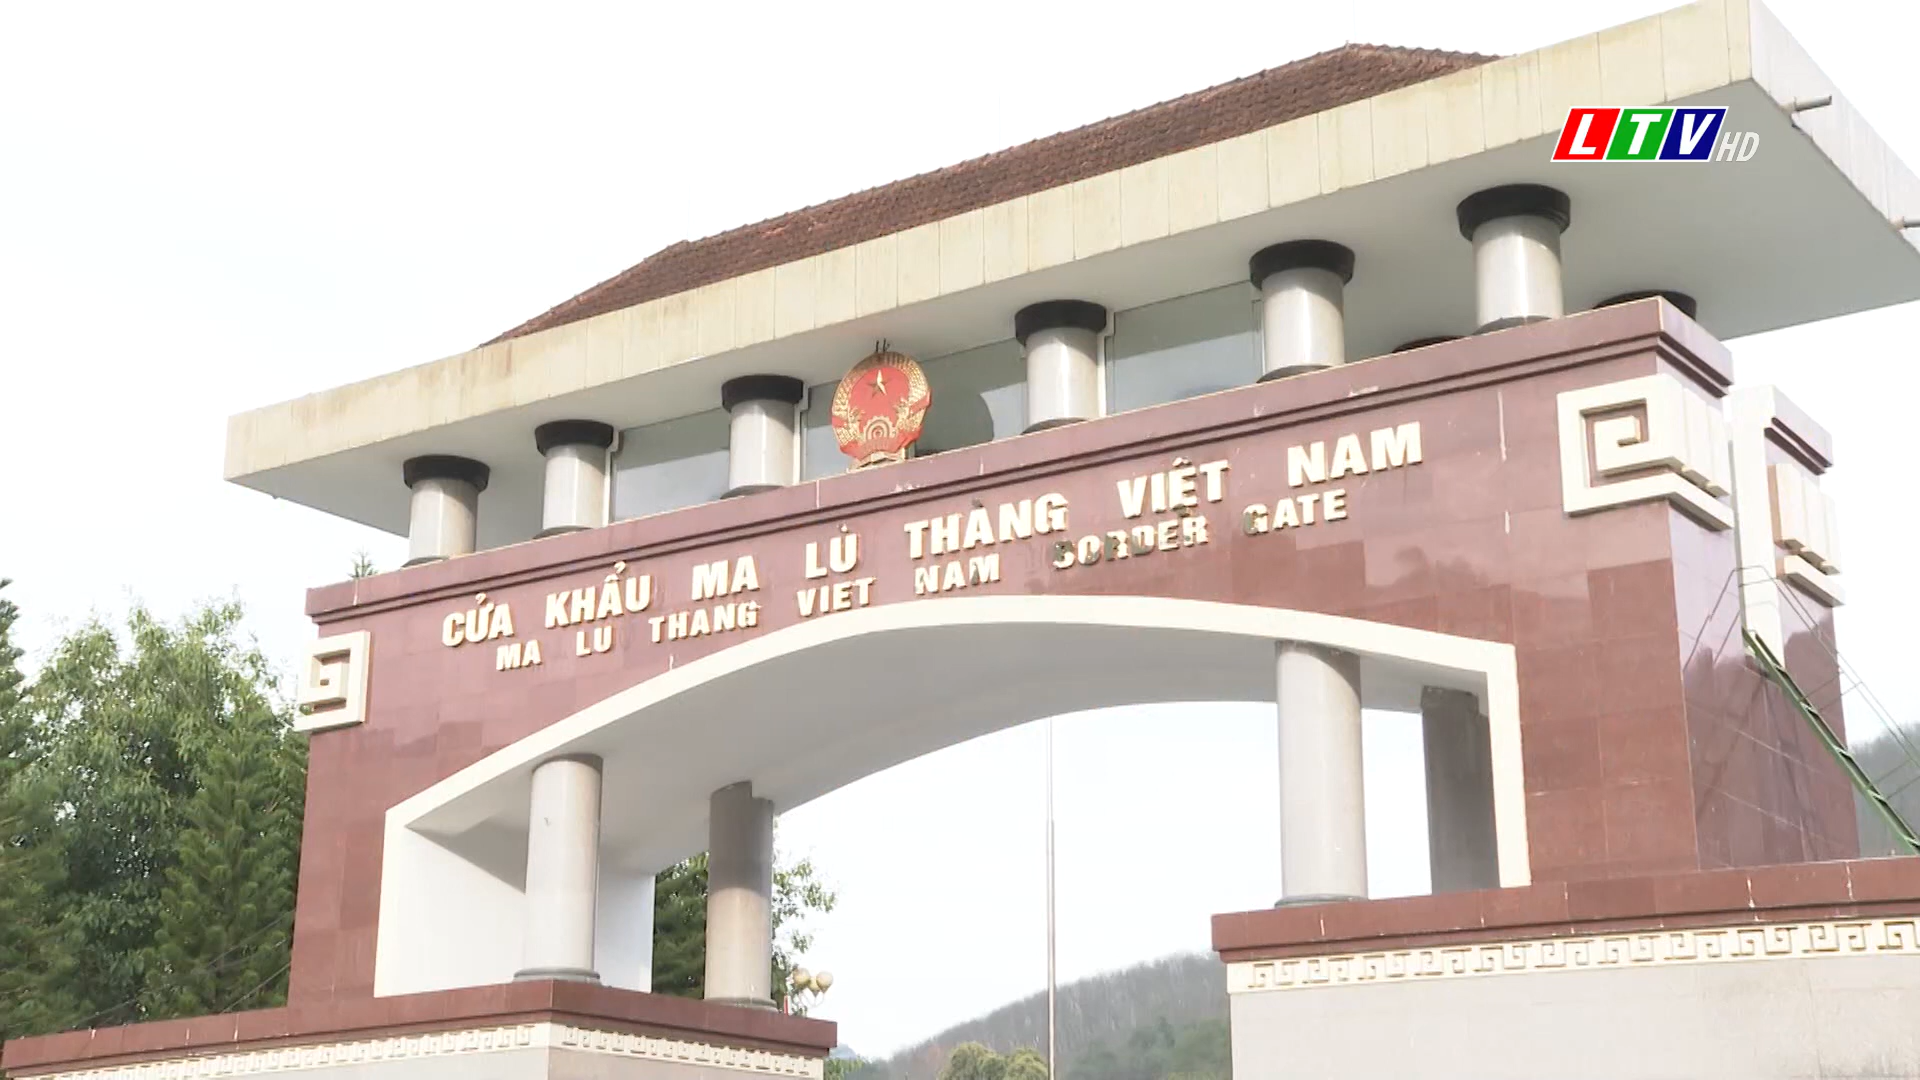 LTV HD
CỬA KHẨU MA LÙ THÀNG VIỆT NAM
MA LU THANG VIET NAM BORDER GATE